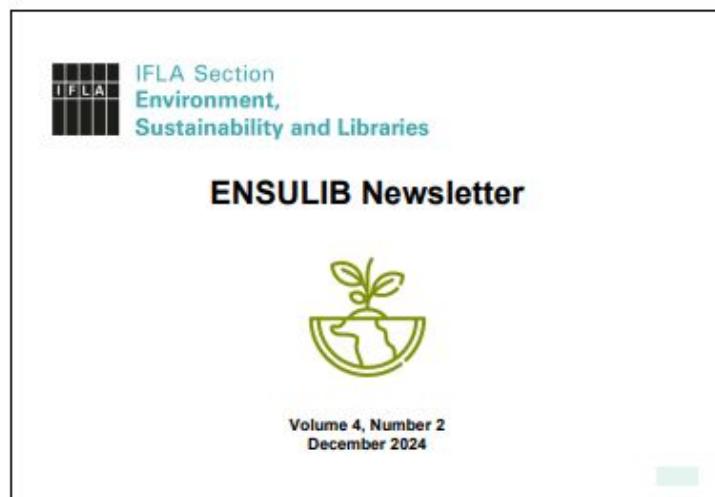 IFLA
IFLA Section
Environment,
Sustainability and Libraries
ENSULIB Newsletter
Volume 4, Number 2
December 2024